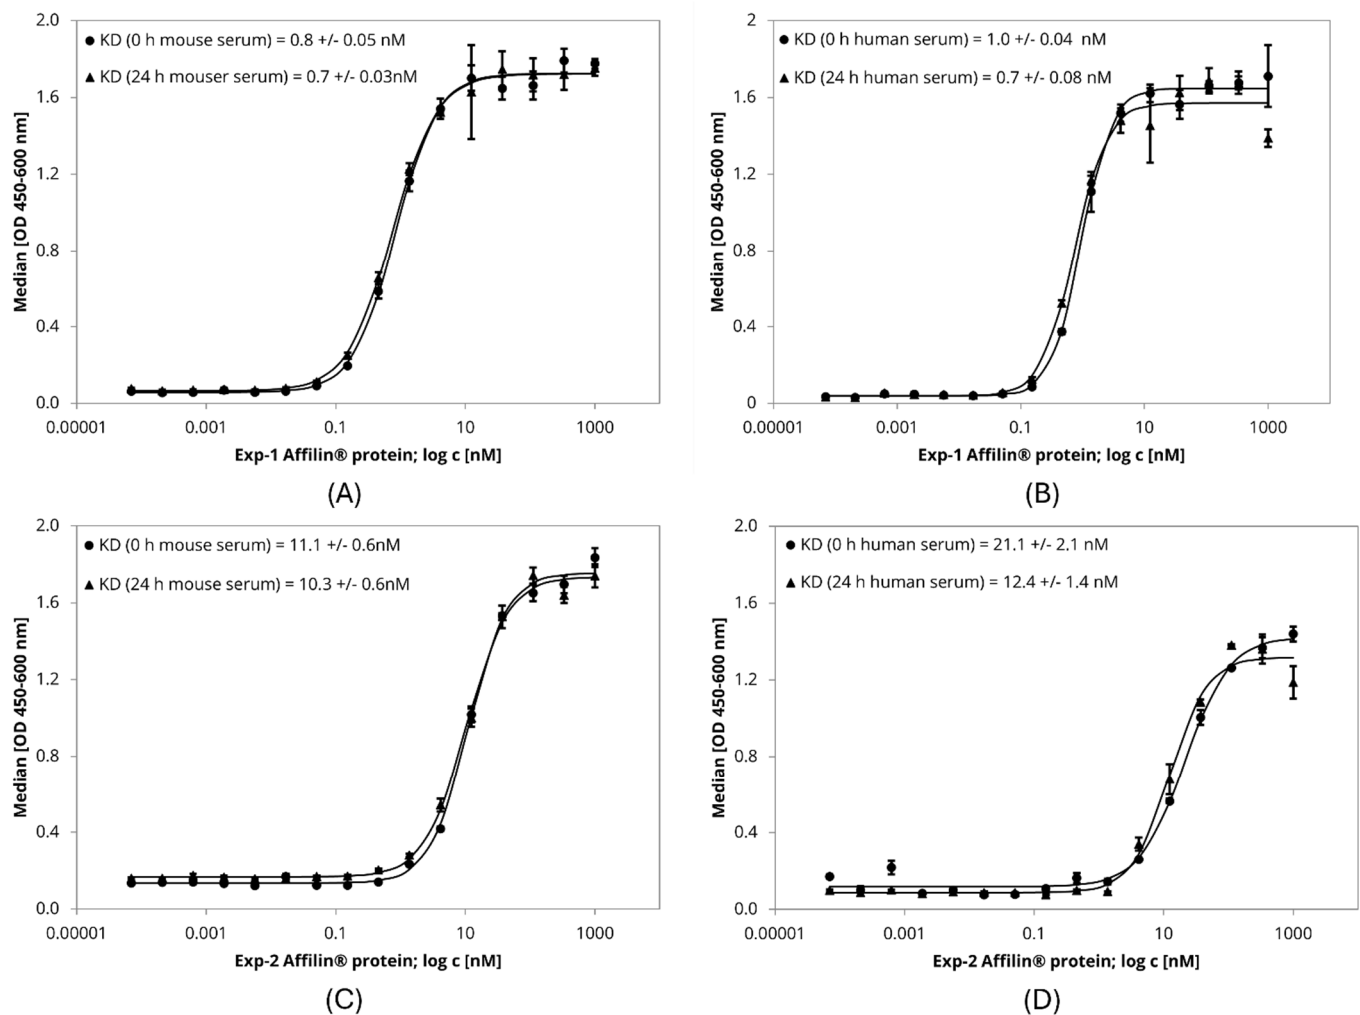 2.0
KD (0 h mouse serum) = 0.8 +/- 0.05 nM
KD (24 h mouser serum) = 0.7 +/- 0.03nM
1.6
1.2
0.8
0.4
0.0
Median [OD 450-600 nm]
0.00001 0.001 0.1 10 1000
Exp-1 Affilin® protein; log c [nM]
(A)
2
KD (0 h human serum) = 1.0 +/- 0.04 nM
KD (24 h human serum) = 0.7 +/- 0.08 nM
1.6
1.2
0.8
0.4
0
Median [OD 450-600 nm]
0.00001 0.001 0.1 10 1000
Exp-1 Affilin® protein; log c [nM]
(B)
2.0
KD (0 h mouse serum) = 11.1 +/- 0.6nM
KD (24 h mouse serum) = 10.3 +/- 0.6nM
1.6
1.2
0.8
0.4
0.0
Median [OD 450-600 nm]
0.00001 0.001 0.1 10 1000
Exp-2 Affilin® protein; log c [nM]
(C)
2.0
KD (0 h human serum) = 21.1 +/- 2.1 nM
KD (24 h human serum) = 12.4 +/- 1.4 nM
1.6
1.2
0.8
0.4
0.0
Median [OD 450-600 nm]
0.00001 0.001 0.1 10 1000
Exp-2 Affilin® protein; log c [nM]
(D)